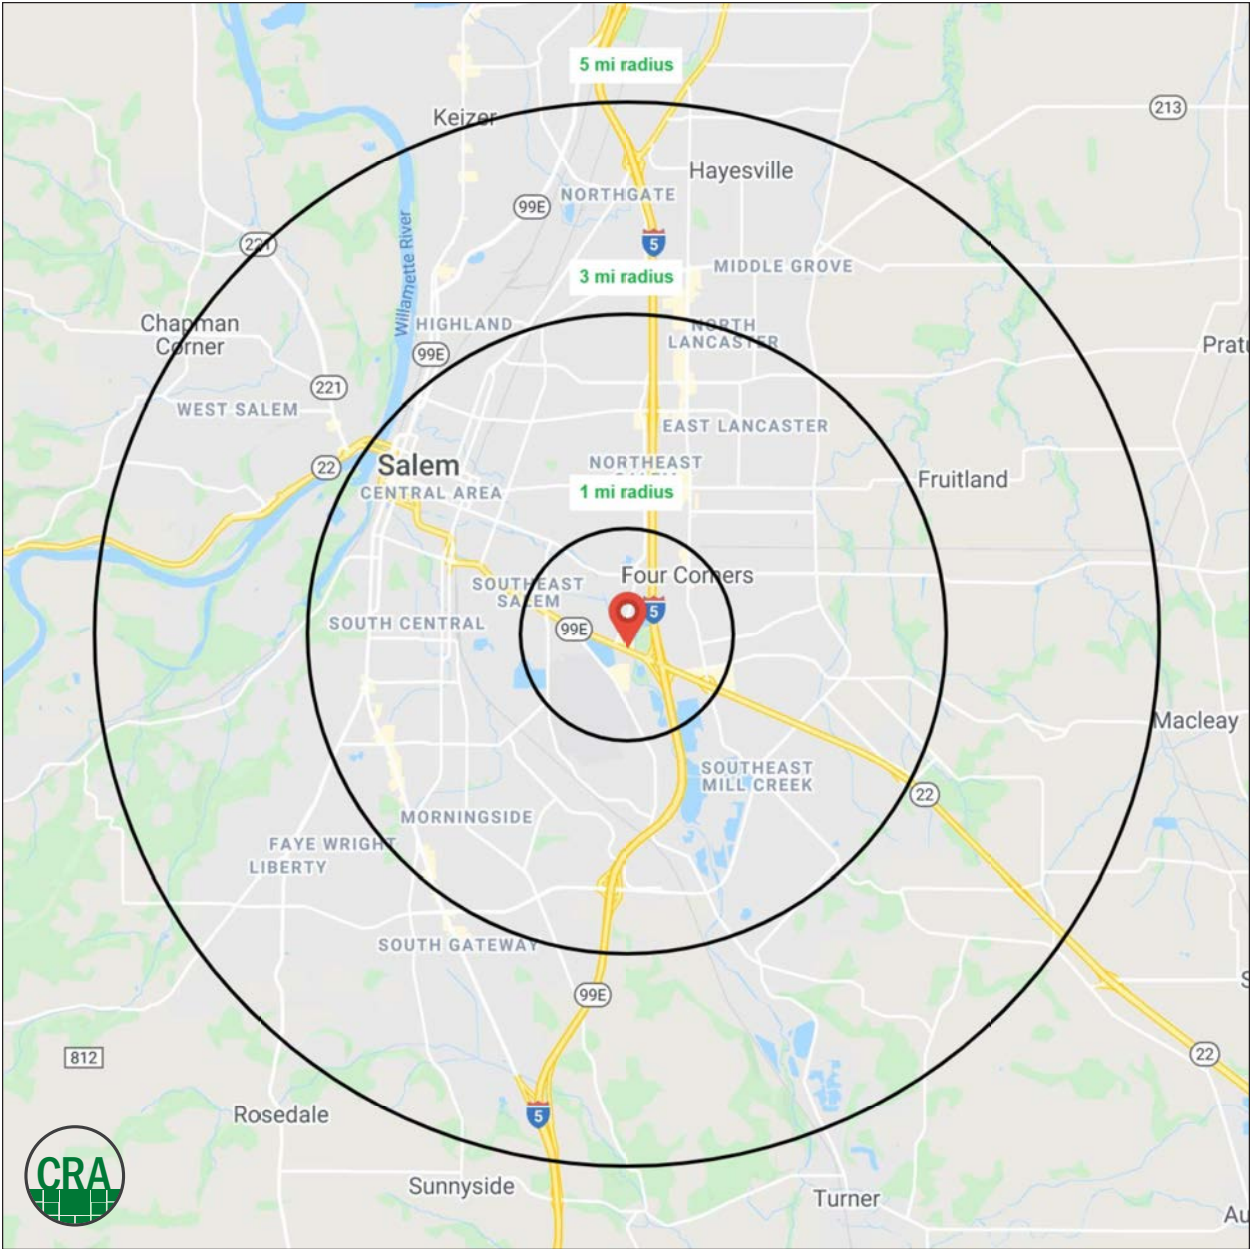 5 mi radius
Keizer
213
Hayesville
NORTHGATE
99E
221
5
MIDDLE GROVE
3 mi radius
Willamette River
Chapman
Corner
HIGHLAND
NORTH
LANCASTER
99E
221
WEST SALEM
EAST LANCASTER
22
Salem
NORTHEAST
CENTRAL AREA
1 mi radius
Fruitland
Four Corners
SOUTHEAST
SALEM
5
99E
SOUTH CENTRAL
Macleay
SOUTHEAST
MILL CREEK
22
MORNINGSIDE
FAYE WRIGHT
LIBERTY
SOUTH GATEWAY
99E
812
22
Rosedale
5
CRA
Sunnyside
Turner